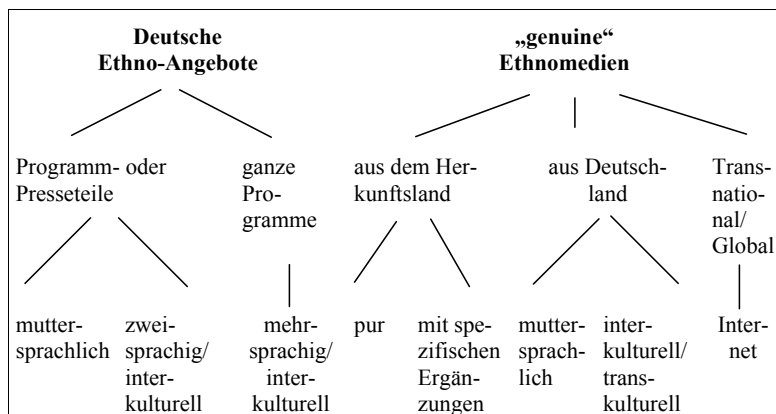 Deutsche
Ethno-Angebote
„genuine“
Ethnomedien
Programm- oder
Presseteile
ganze
Pro-
gramme
aus dem Her-
kunftsland
aus Deutsch-
land
Trans-
natio-
nal/
Global
mutter-
sprachlich
zwei-
sprachig/
inter-
kulturell
mehr-
sprachig/
inter-
kulturell
pur
mit spe-
zifischen
Ergän-
zungen
mutter-
sprach-
lich
inter-
kulturell/
trans-
kulturell
Inter-
net